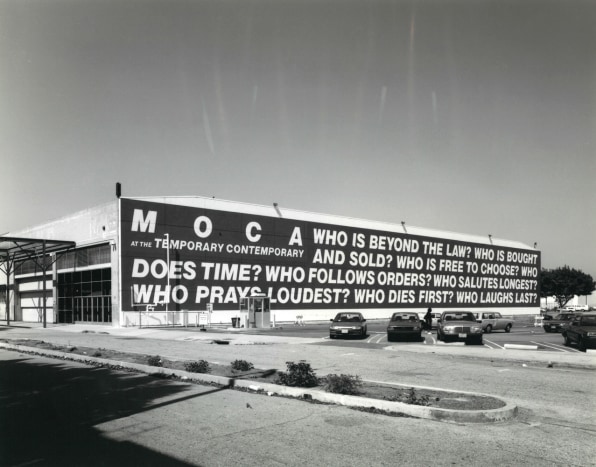 MOCA
AT THE TEMPORARY CONTEMPORARY
WHO IS BEYOND THE LAW? WHO IS BOUGHT
AND SOLD? WHO IS FREE TO CHOOSE? WHO
DOES TIME? WHO FOLLOWS ORDERS? WHO SALUTES LONGEST?
WHO PRAYS LOUDEST? WHO DIES FIRST? WHO LAUGHS LAST?